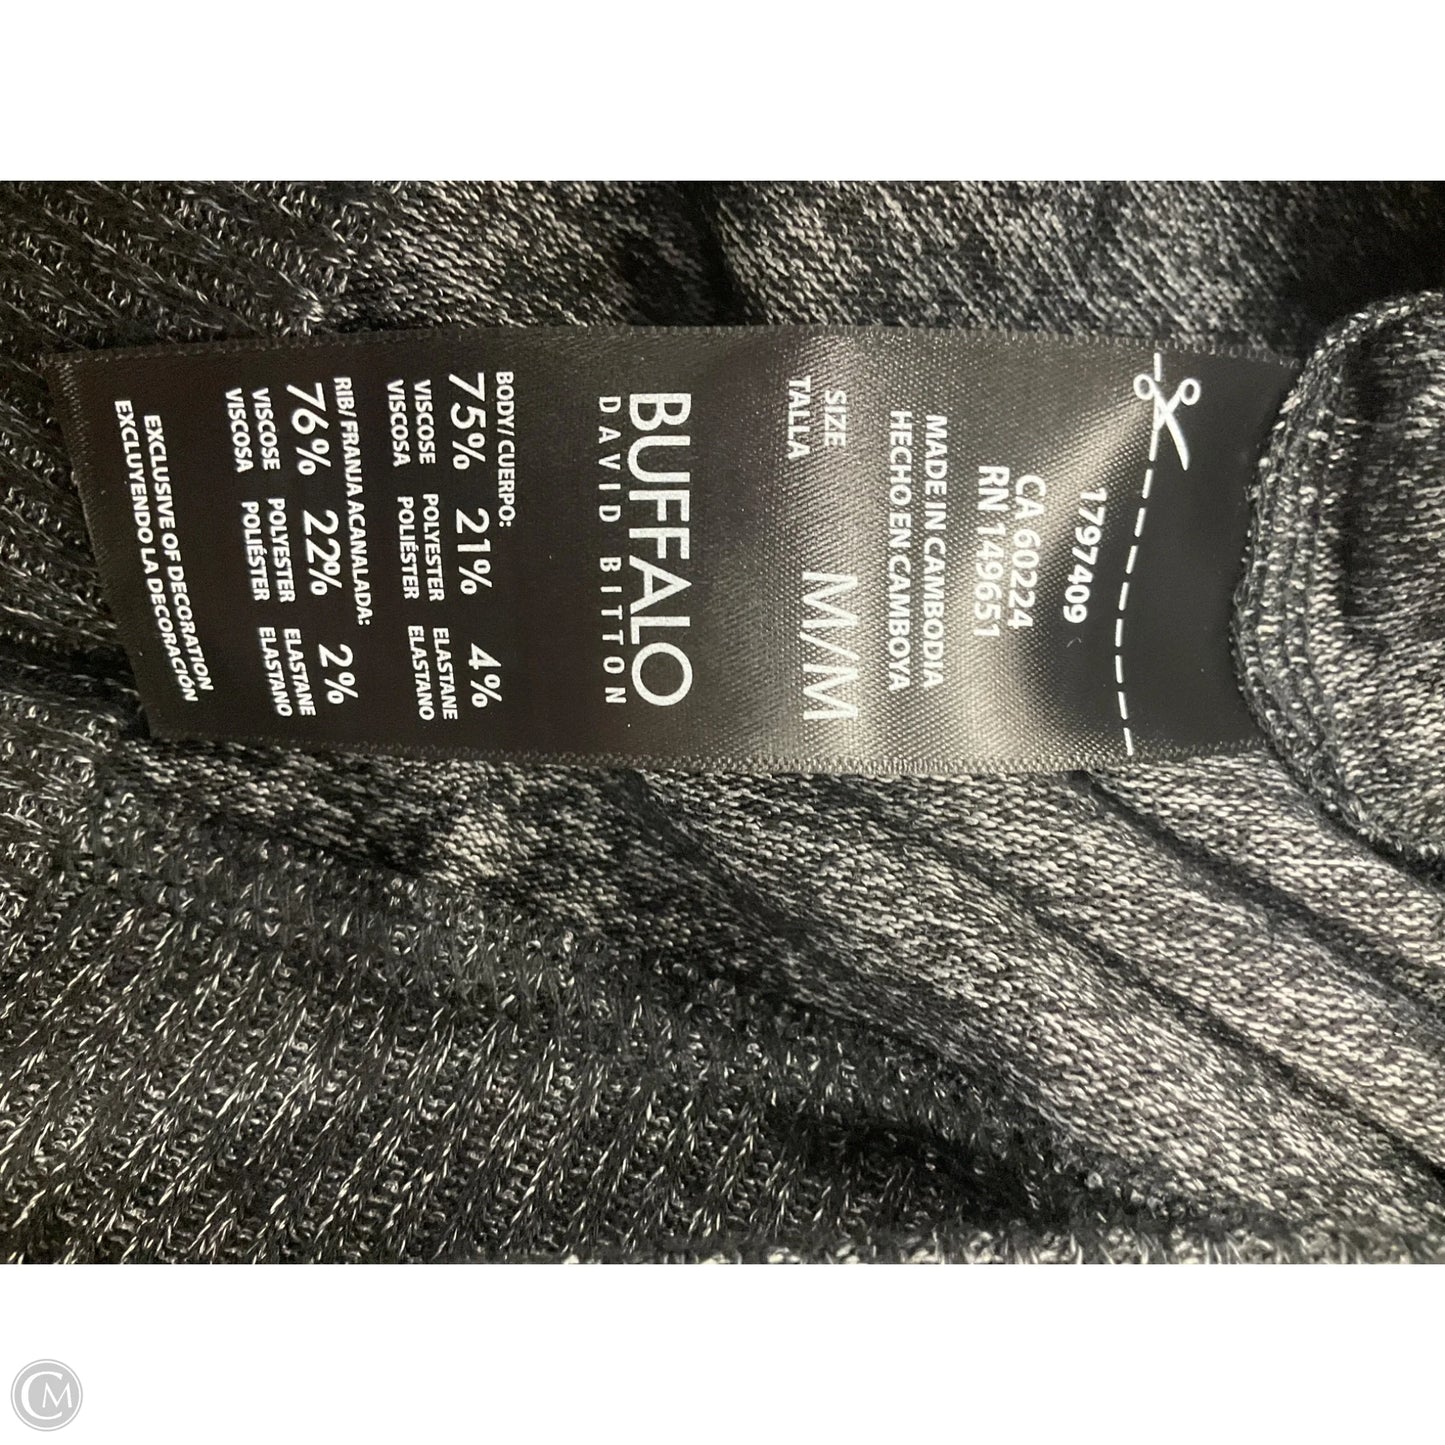 1797409
CA 60224
RN 149651
MADE IN CAMBODIA
HECHO EN CAMBOYA
SIZE
TALLA
M/M
BUFFALO
DAVID BITTON
BODY/ CUERPO:
75% 21% 4%
VISCOSE POLYESTER ELASTANE
VISCOSA POLIÉSTER ELASTANO
RIB/ FRANJA ACANALADA:
76% 22% 2%
VISCOSE POLYESTER ELASTANE
VISCOSA POLIÉSTER ELASTANO
EXCLUSIVE OF DECORATION
EXCLUYENDO LA DECORACIÓN
CM